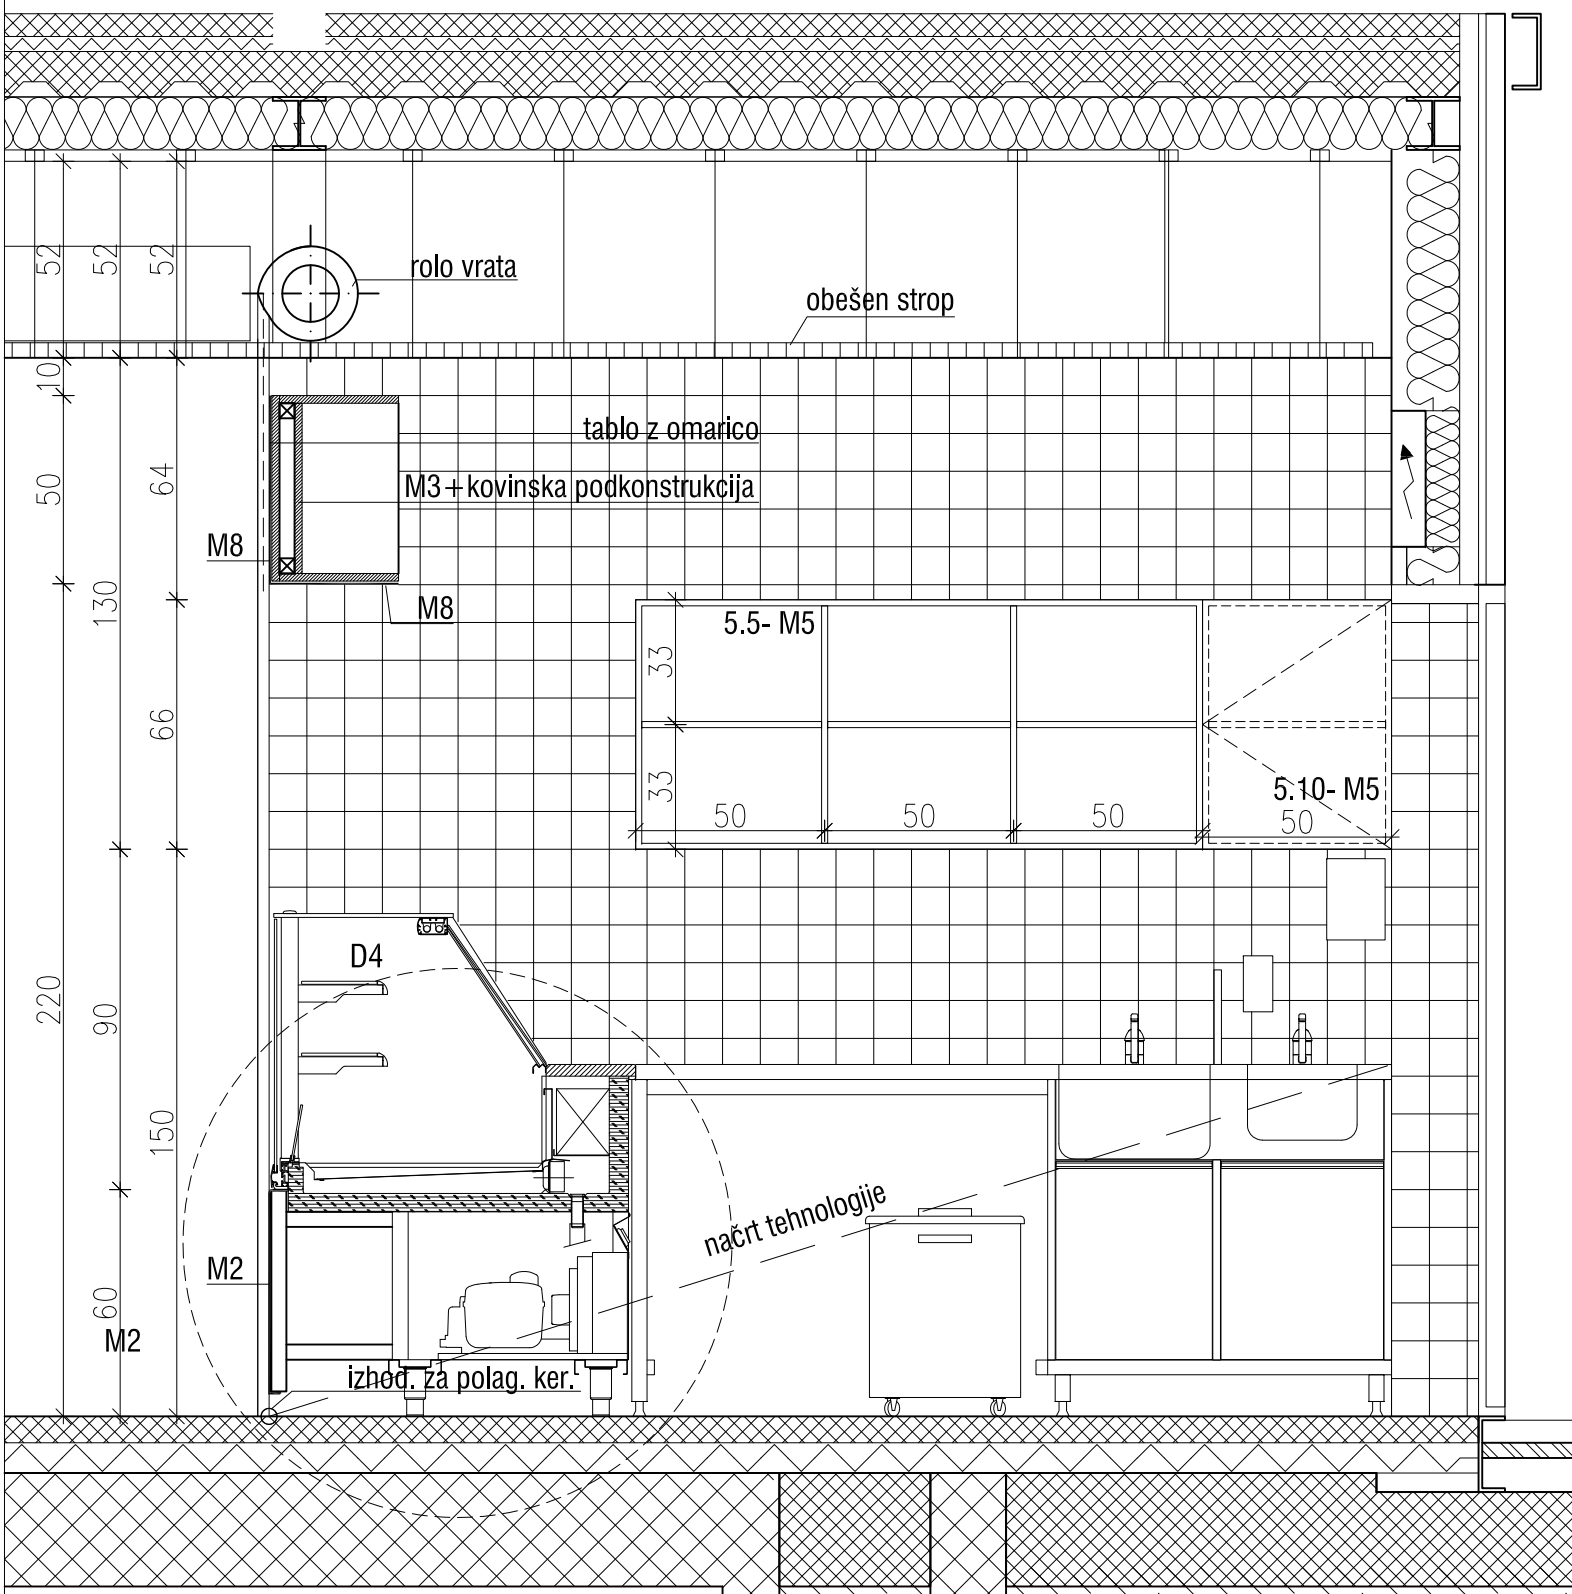 52
52
52
rolo vrata
obešen strop
10
tablo z omarico
50
64
M3+kovinska podkonstrukcija
M8
130
M8
5.5- M5
33
66
33
5.10- M5
50
50
50
50
D4
220
90
150
načrt tehnologije
M2
60
M2
izhod. za polag. ker.